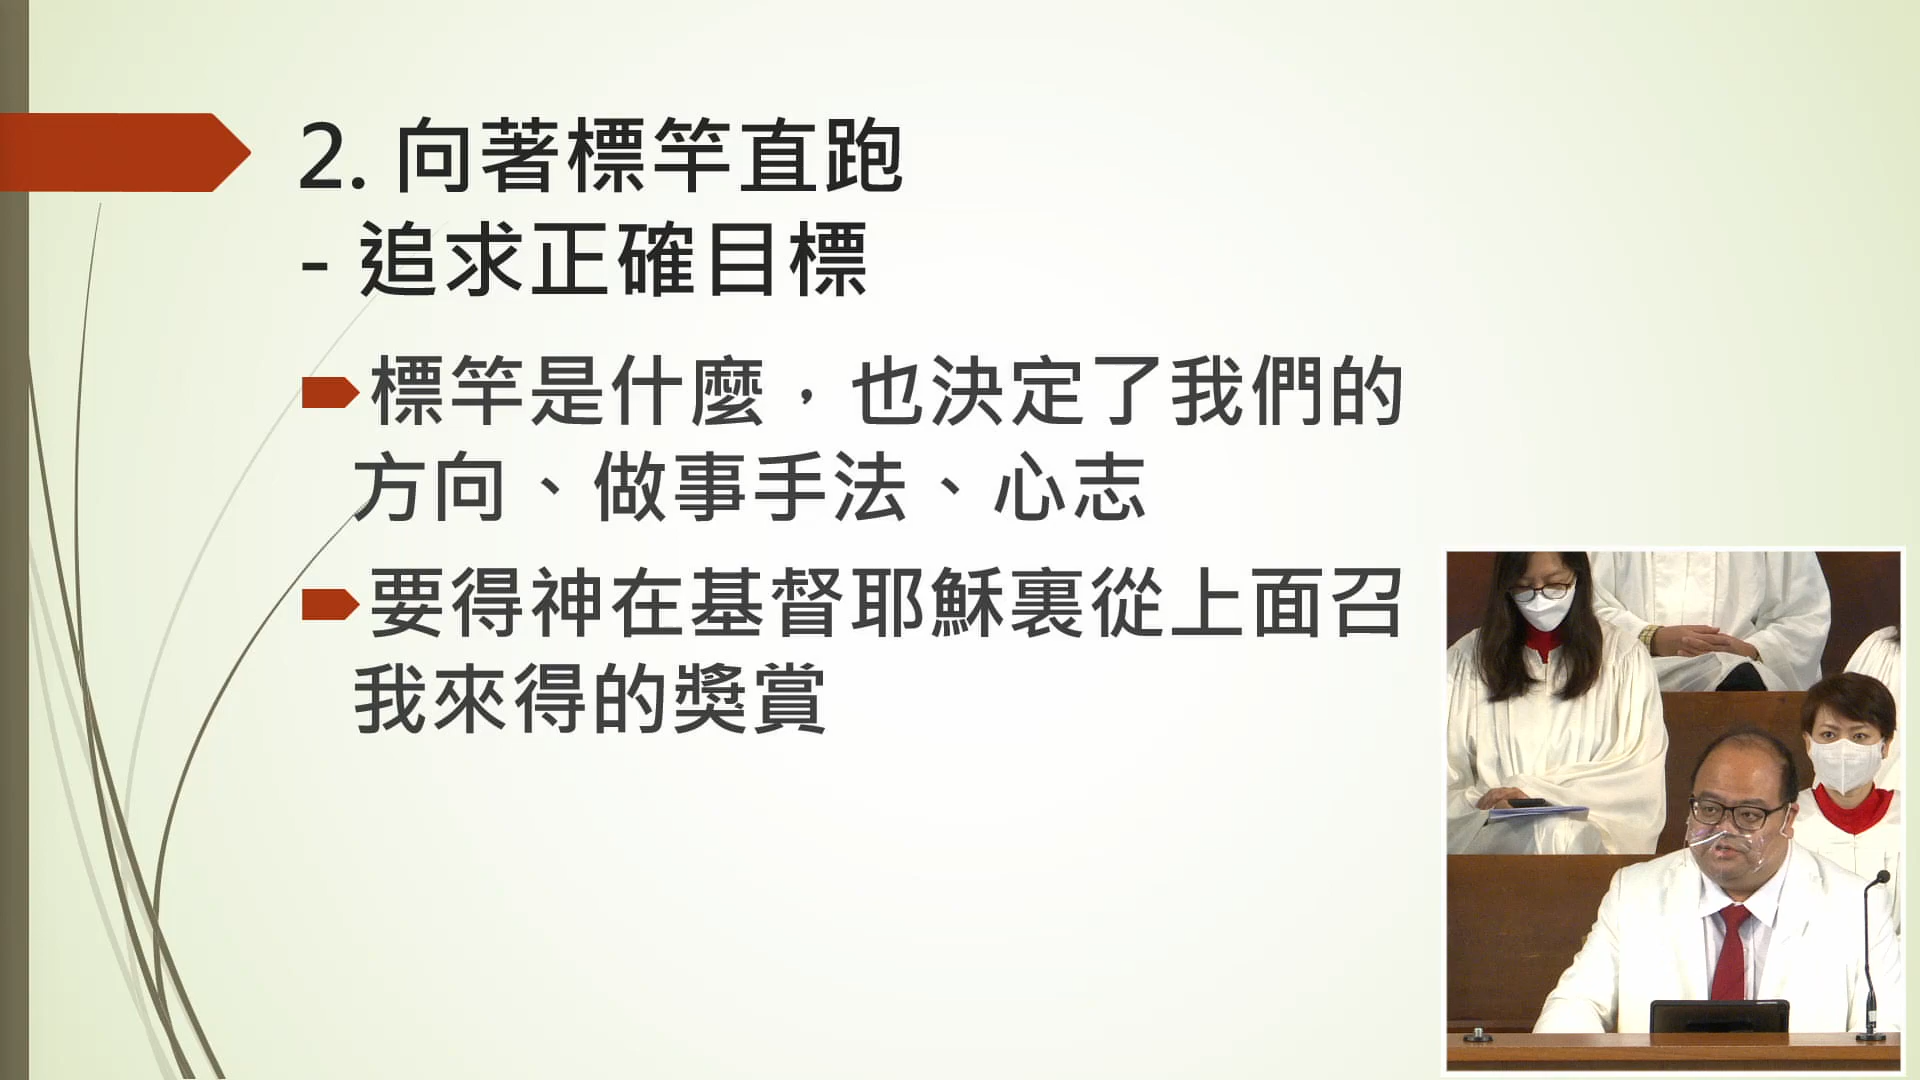 2. 向著標竿直跑
- 追求正確目標
標竿是什麼，也決定了我們的
方向、做事手法、心志
要得神在基督耶穌裏從上面召
我來得的獎賞